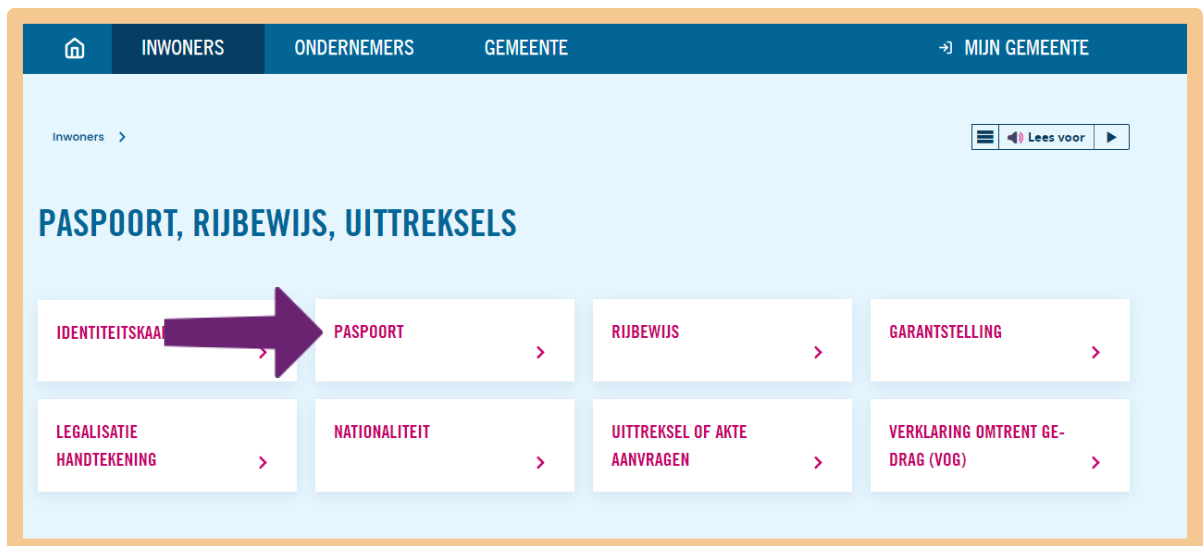 INWONERS ONDERNEMERS GEMEENTE MIJN GEMEENTE
Inwoners
Lees voor
PASPOORT, RIJBEWIJS, UITTREKSELS
PASPOORT
RIJBEWIJS
GARANTSTELLING
LEGALISATIE
HANDTEKENING
NATIONALITEIT
UITTREKSEL OF AKTE
AANVRAGEN
VERKLARING OMTRENT GE-
DRAG (VOG)